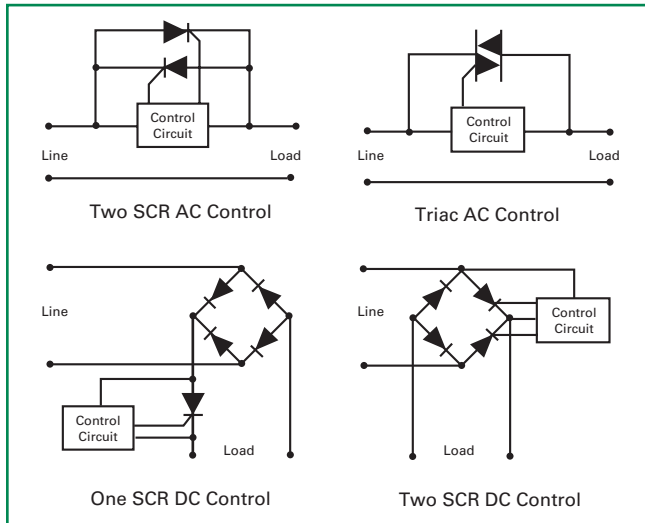 Control
Circuit
Line
Load
Two SCR AC Control
Control
Circuit
Line
Load
Triac AC Control
Line
Control
Circuit
Load
One SCR DC Control
Line
Control
Circuit
Load
Two SCR DC Control